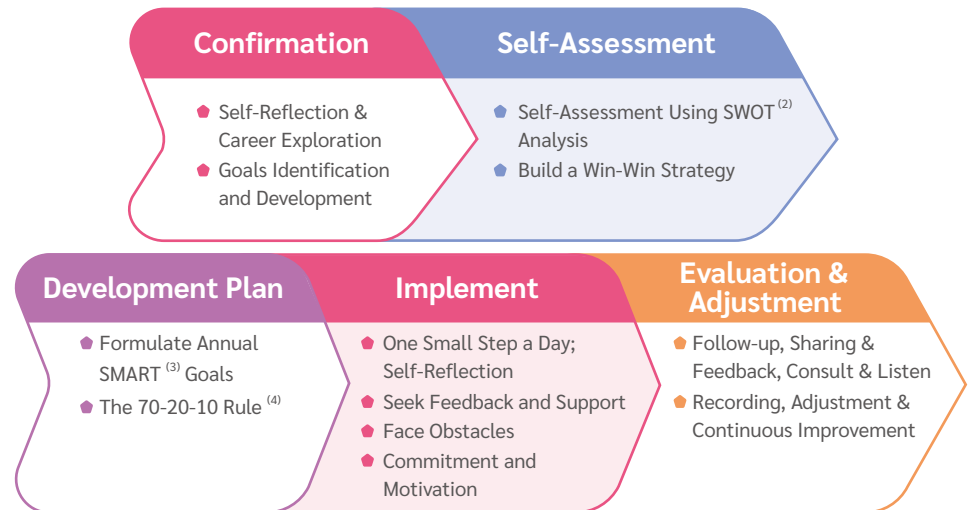 Confirmation
Self-Reflection &
Career Exploration
Goals Identification
and Development
Self-Assessment
Self-Assessment Using SWOT (2)
Analysis
Build a Win-Win Strategy
Development Plan
Formulate Annual
SMART (3) Goals
The 70-20-10 Rule (4)
Implement
One Small Step a Day;
Self-Reflection
Seek Feedback and Support
Face Obstacles
Commitment and
Motivation
Evaluation &
Adjustment
Follow-up, Sharing &
Feedback, Consult & Listen
Recording, Adjustment &
Continuous Improvement